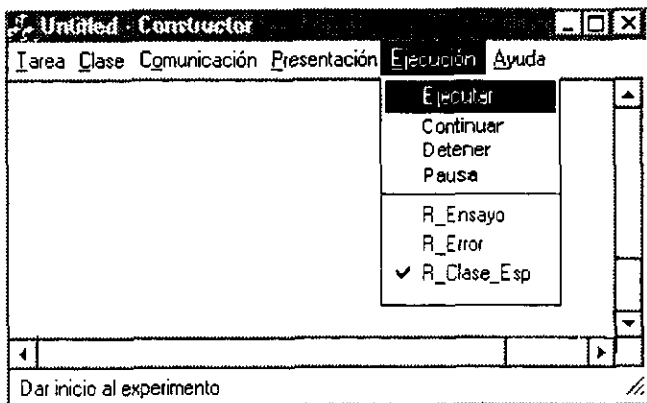 Untitled - Constructor
Tarea Clase Comunicación Presentación Ejecución Ayuda
Ejecutar
Continuar
Detener
Pausa
R_Ensayo
R_Error
✓ R_Clase_Esp
Dar inicio al experimento